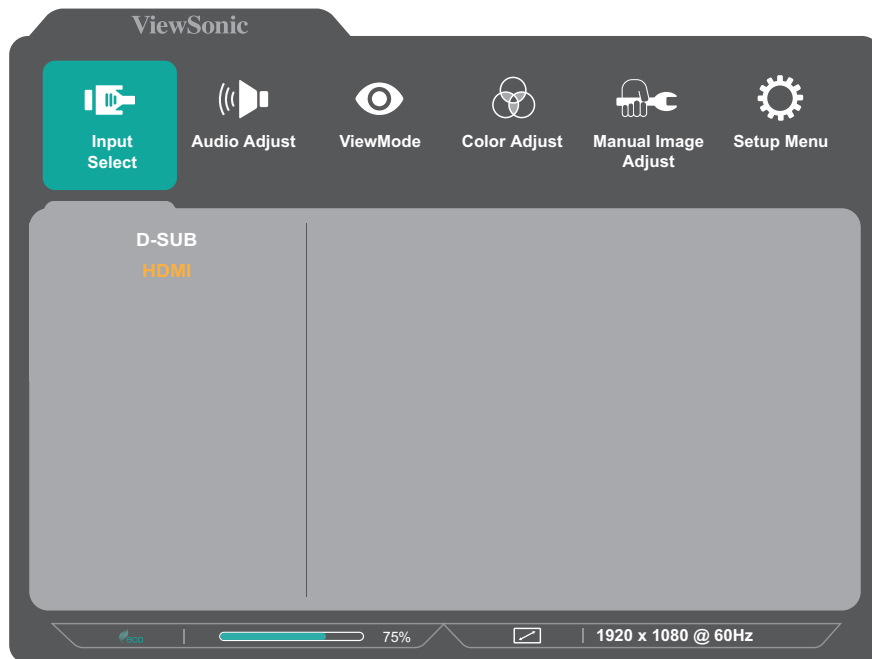 ViewSonic
Input
Select
Audio Adjust
ViewMode
Color Adjust
Manual Image
Adjust
Setup Menu
D-SUB
HDMI
eco
75%
1920 x 1080 @ 60Hz